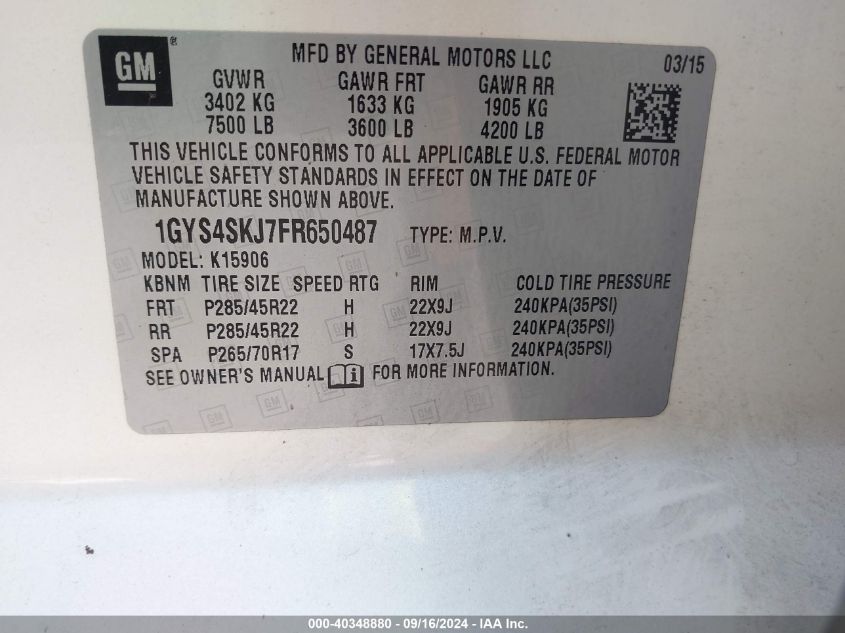 GM ® MFD BY GENERAL MOTORS LLC 03/15
GVWR GAWR FRT GAWR RR
3402 KG 1633 KG 1905 KG
7500 LB 3600 LB 4200 LB
THIS VEHICLE CONFORMS TO ALL APPLICABLE U.S. FEDERAL MOTOR
VEHICLE SAFETY STANDARDS IN EFFECT ON THE DATE OF
MANUFACTURE SHOWN ABOVE.
1GYS4SKJ7FR650487 TYPE: M.P.V.
MODEL: K15906
KBNM TIRE SIZE SPEED RTG RIM COLD TIRE PRESSURE
FRT P285/45R22 H 22X9J 240KPA(35PSI)
RR P285/45R22 H 22X9J 240KPA(35PSI)
SPA P265/70R17 S 17X7.5J 240KPA(35PSI)
SEE OWNER'S MANUAL FOR MORE INFORMATION.
000-40348880 - 09/16/2024 - IAA Inc.